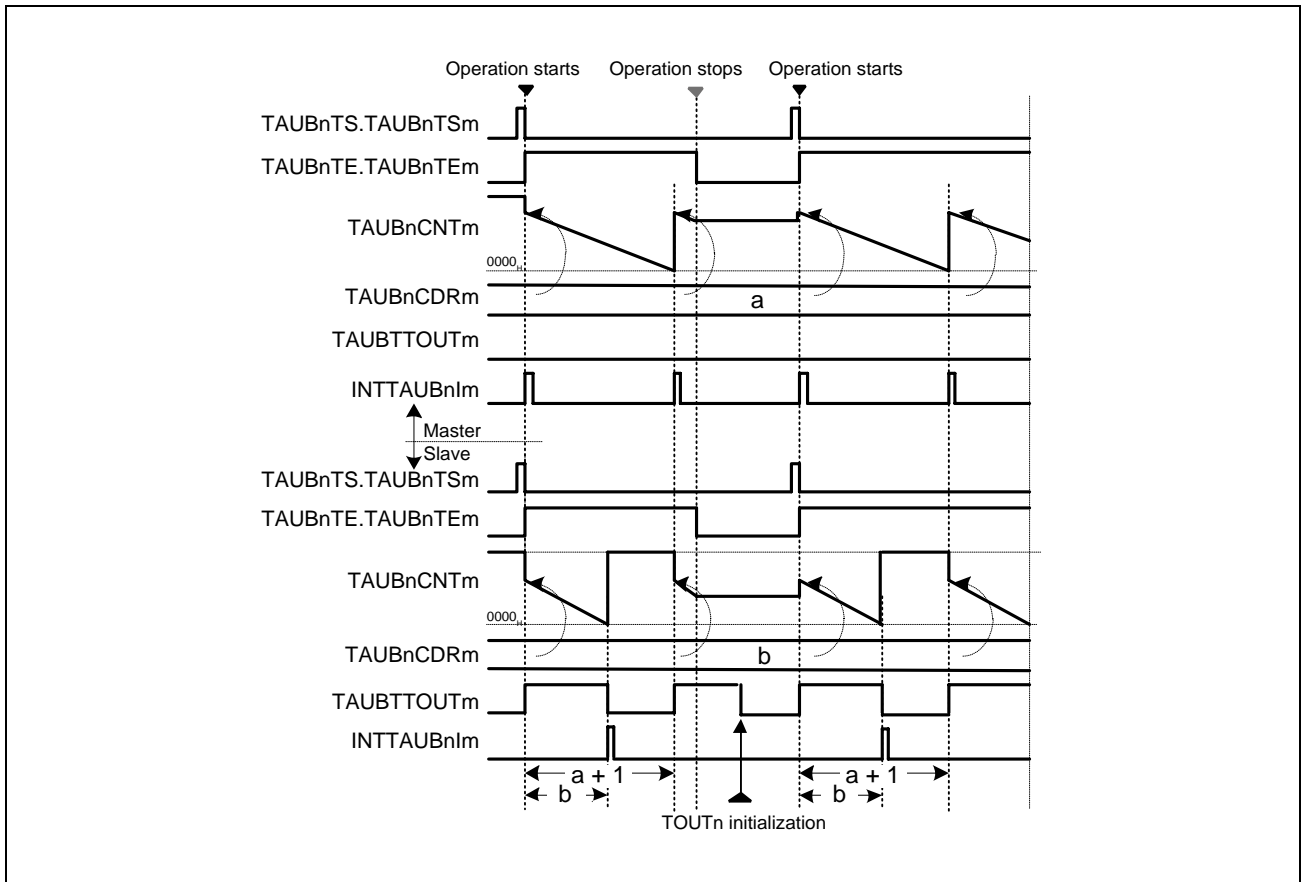 Operation starts Operation stops Operation starts
TAUBnTS.TAUBnTSm
TAUBnTE.TAUBnTEm
TAUBnCNTm
0000H
TAUBnCDRm
a
TAUBTTOUTm
INTTAUBnIm
Master
Slave
TAUBnTS.TAUBnTSm
TAUBnTE.TAUBnTEm
TAUBnCNTm
0000H
TAUBnCDRm
b
TAUBTTOUTm
INTTAUBnIm
a + 1 a + 1
b b
TOUTn initialization